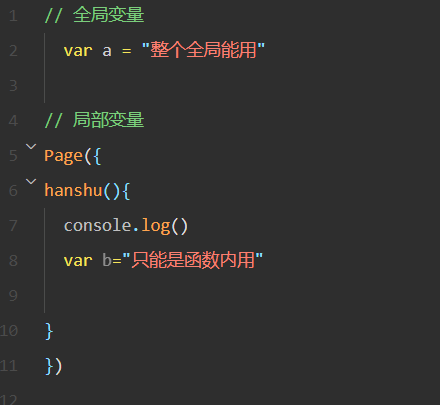 1 // 全局变量
2 var a = "整个全局能用"
3
4 // 局部变量
5 Page({
6 hanshu(){
7 console.log()
8 var b="只能是函数内用"
9
10 }
11 })
12